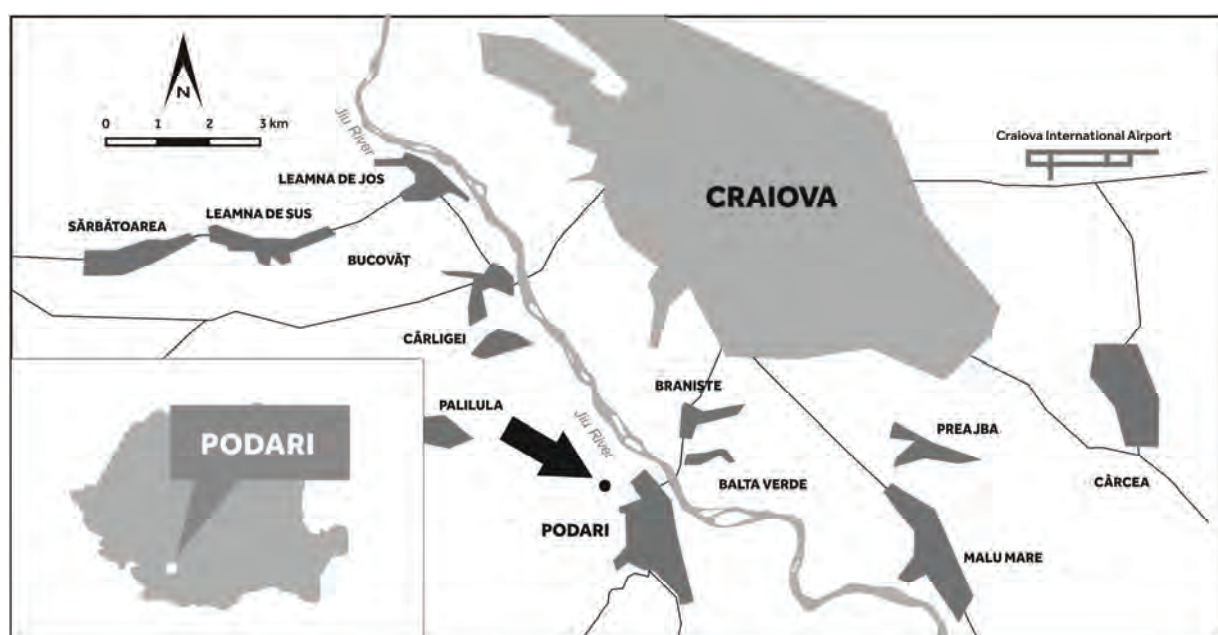 N
0 1 2 3 km
Jiu River
Craiova International Airport
LEAMNA DE JOS
CRAIOVA
LEAMNA DE SUS
SĂRBĂTOAREA
BUCOVĂȚ
CÂRLIGEI
BRANIȘTE
PALILULA
Jiu River
PREAJBA
PODARI
BALTA VERDE
CÂRCEA
PODARI
MALU MARE